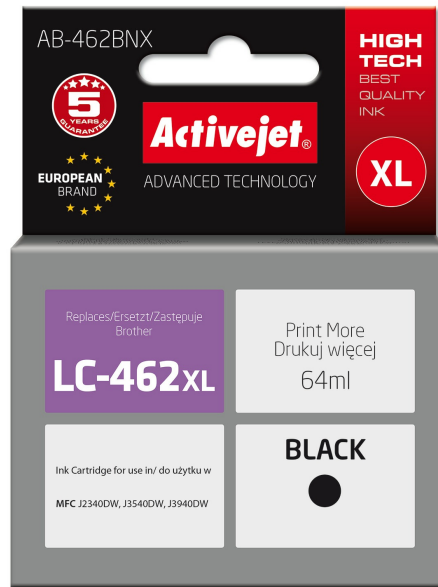 AB-462BNX
HIGH
TECH
BEST
QUALITY
INK
5
YEARS
GUARANTEE
Activejet®
EUROPEAN
BRAND
ADVANCED TECHNOLOGY
XL
Replaces/Ersetzt/Zastępuje
Brother
LC-462XL
Print More
Drukuj więcej
64ml
Ink Cartridge for use in/ do użytku w
MFC J2340DW, J3540DW, J3940DW
BLACK